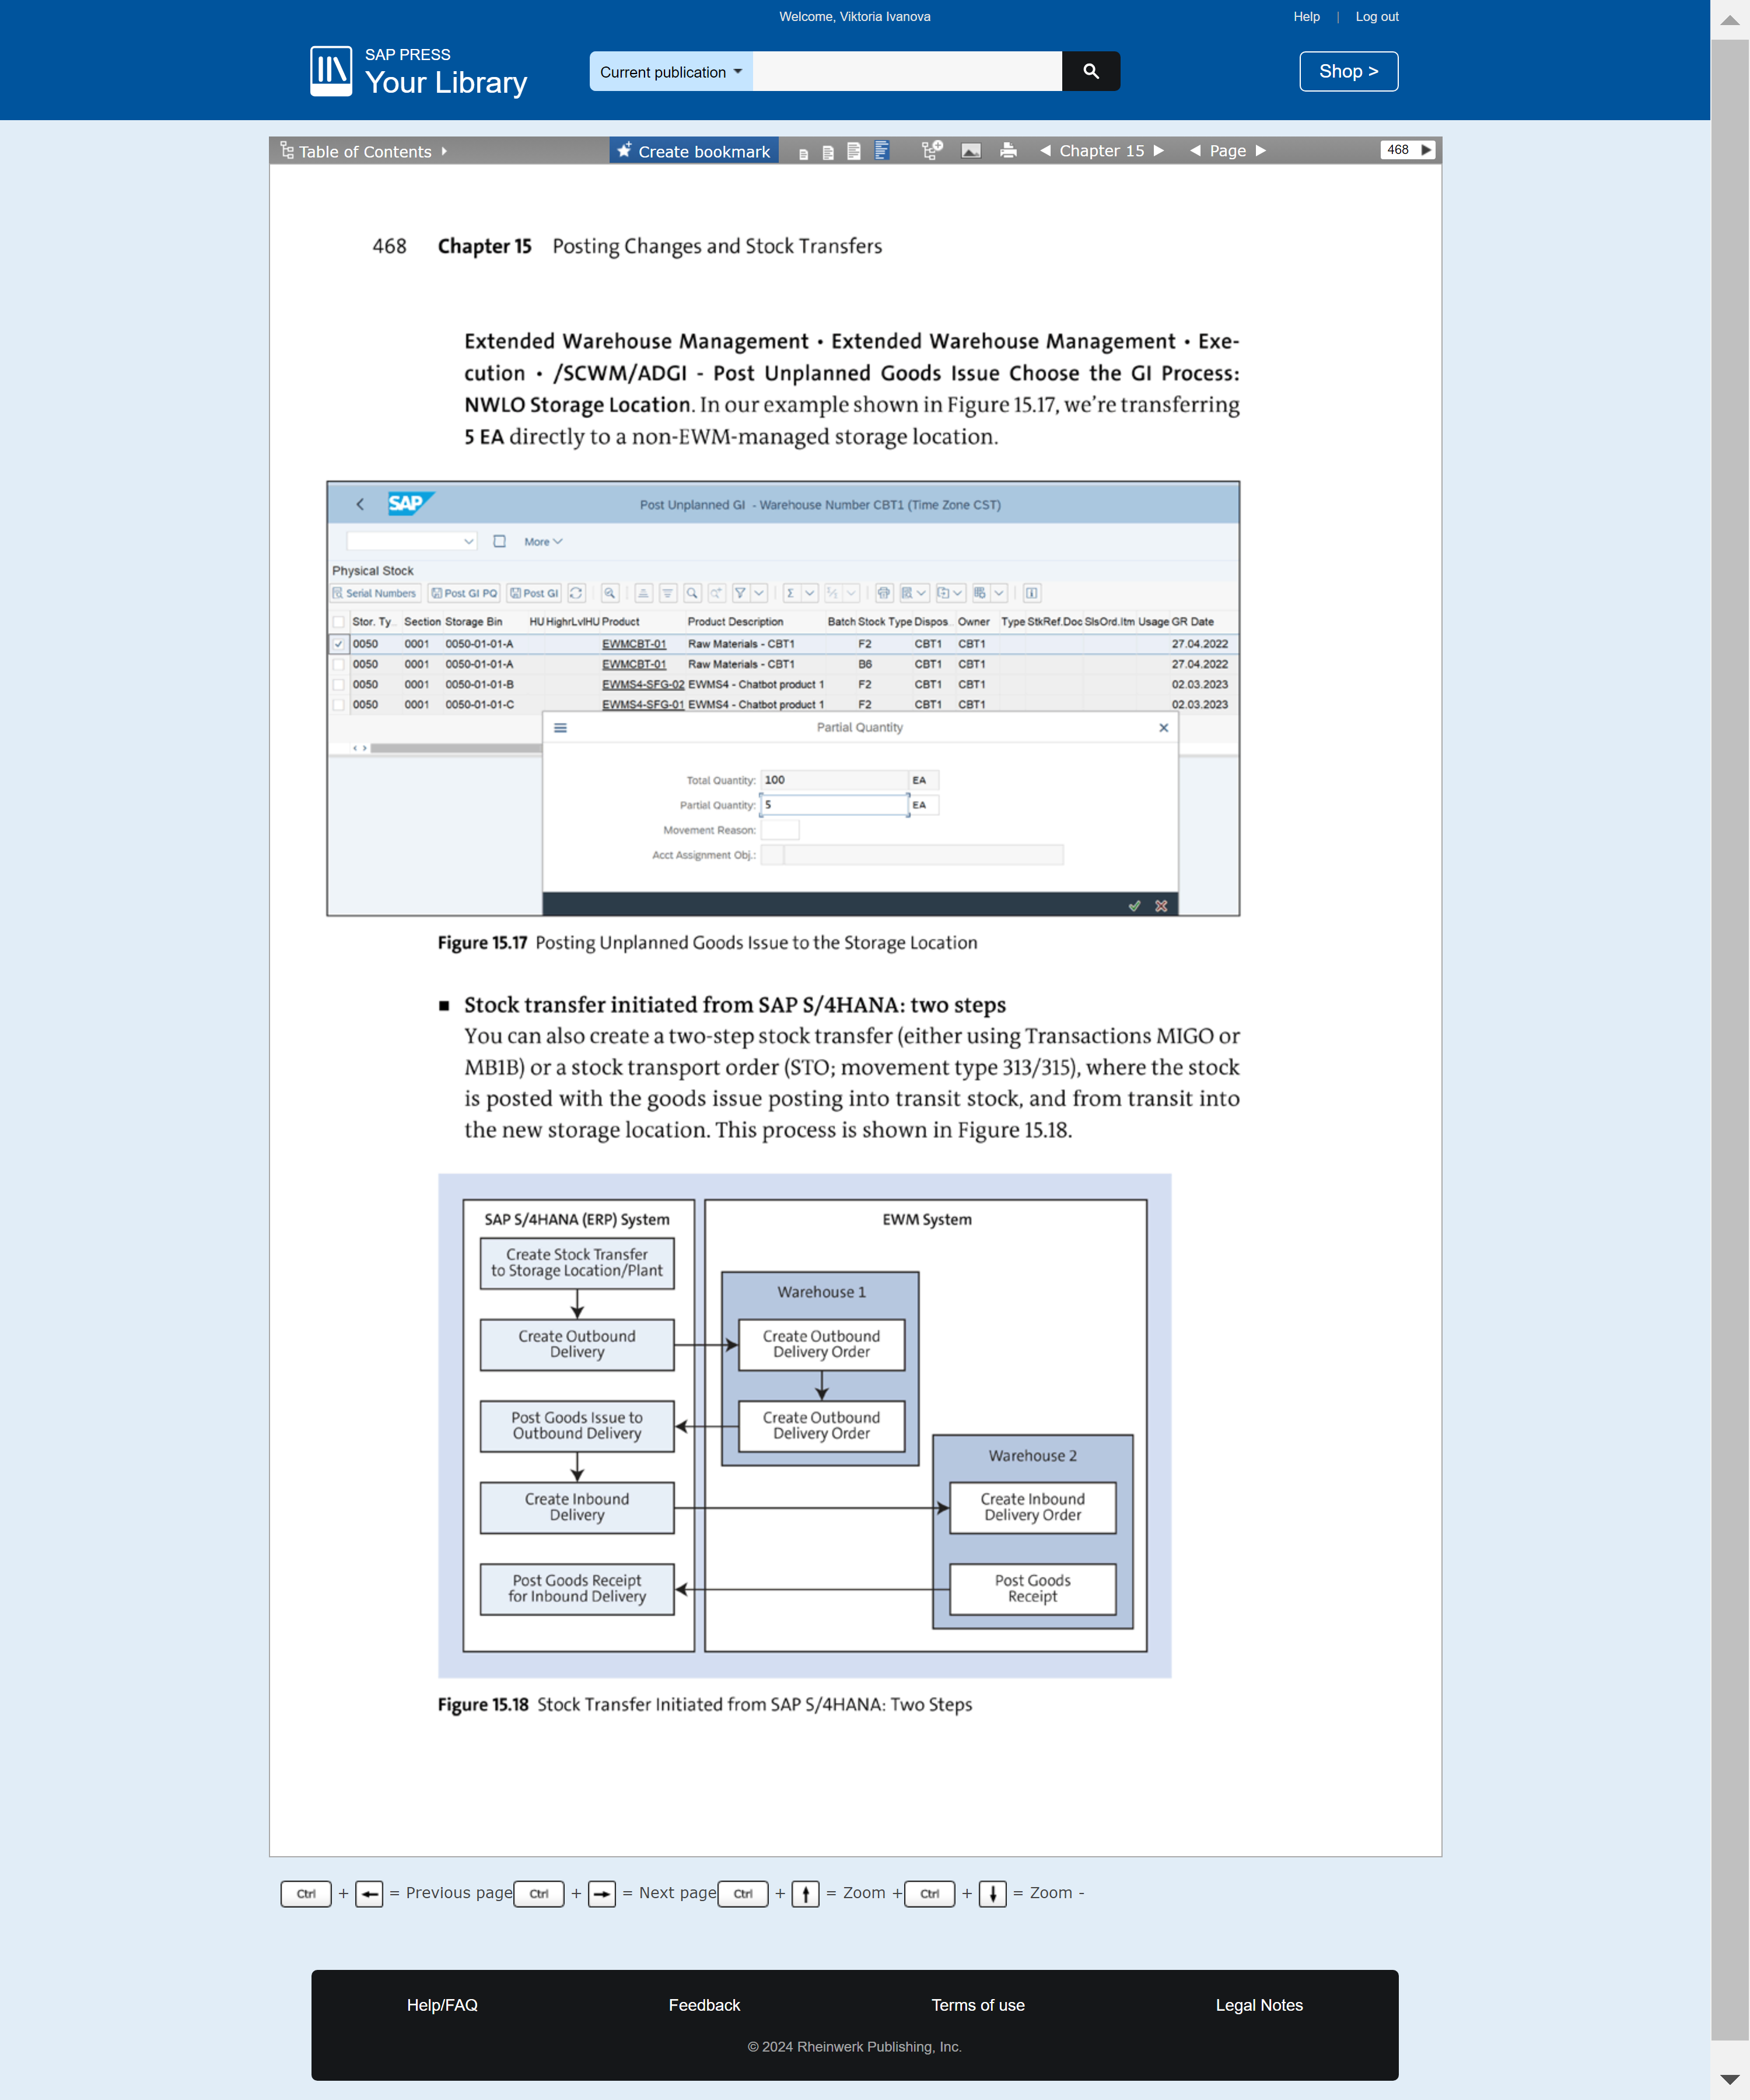 Welcome, Viktoria Ivanova
Help | Log out
SAP PRESS
Your Library
Current publication
Shop >
Table of Contents
Create bookmark
Chapter 15
Page
468
468 Chapter 15 Posting Changes and Stock Transfers
Extended Warehouse Management • Extended Warehouse Management • Exe-
cution • /SCWM/ADGI - Post Unplanned Goods Issue Choose the GI Process:
NWLO Storage Location. In our example shown in Figure 15.17, we're transferring
5 EA directly to a non-EWM-managed storage location.
SAP
Post Unplanned GI - Warehouse Number CBT1 (Time Zone CST)
More
Physical Stock
Serial Numbers Post GI PQ Post GI
Stor. Ty.. Section Storage Bin HU HighrLvlHU Product Product Description Batch Stock Type Dispos.. Owner Type StkRef.Doc SlsOrd.Itm Usage GR Date
0050 0001 0050-01-01-A EWMCBT-01 Raw Materials - CBT1 F2 CBT1 CBT1 27.04.2022
0050 0001 0050-01-01-A EWMCBT-01 Raw Materials - CBT1 B6 CBT1 CBT1 27.04.2022
0050 0001 0050-01-01-B EWMS4-SFG-02 EWMS4 - Chatbot product 1 F2 CBT1 CBT1 02.03.2023
0050 0001 0050-01-01-C EWMS4-SFG-01 EWMS4 - Chatbot product 1 F2 CBT1 CBT1 02.03.2023
Partial Quantity
Total Quantity: 100 EA
Partial Quantity: 5 EA
Movement Reason:
Acct Assignment Obj.:
Figure 15.17 Posting Unplanned Goods Issue to the Storage Location
■ Stock transfer initiated from SAP S/4HANA: two steps
You can also create a two-step stock transfer (either using Transactions MIGO or
MB1B) or a stock transport order (STO; movement type 313/315), where the stock
is posted with the goods issue posting into transit stock, and from transit into
the new storage location. This process is shown in Figure 15.18.
SAP S/4HANA (ERP) System
Create Stock Transfer
to Storage Location/Plant
Create Outbound
Delivery
Post Goods Issue to
Outbound Delivery
Create Inbound
Delivery
Post Goods Receipt
for Inbound Delivery
EWM System
Warehouse 1
Create Outbound
Delivery Order
Create Outbound
Delivery Order
Warehouse 2
Create Inbound
Delivery Order
Post Goods
Receipt
Figure 15.18 Stock Transfer Initiated from SAP S/4HANA: Two Steps
Ctrl + ← = Previous page Ctrl + → = Next page Ctrl + ↑ = Zoom + Ctrl + ↓ = Zoom -
Help/FAQ
Feedback
Terms of use
Legal Notes
© 2024 Rheinwerk Publishing, Inc.